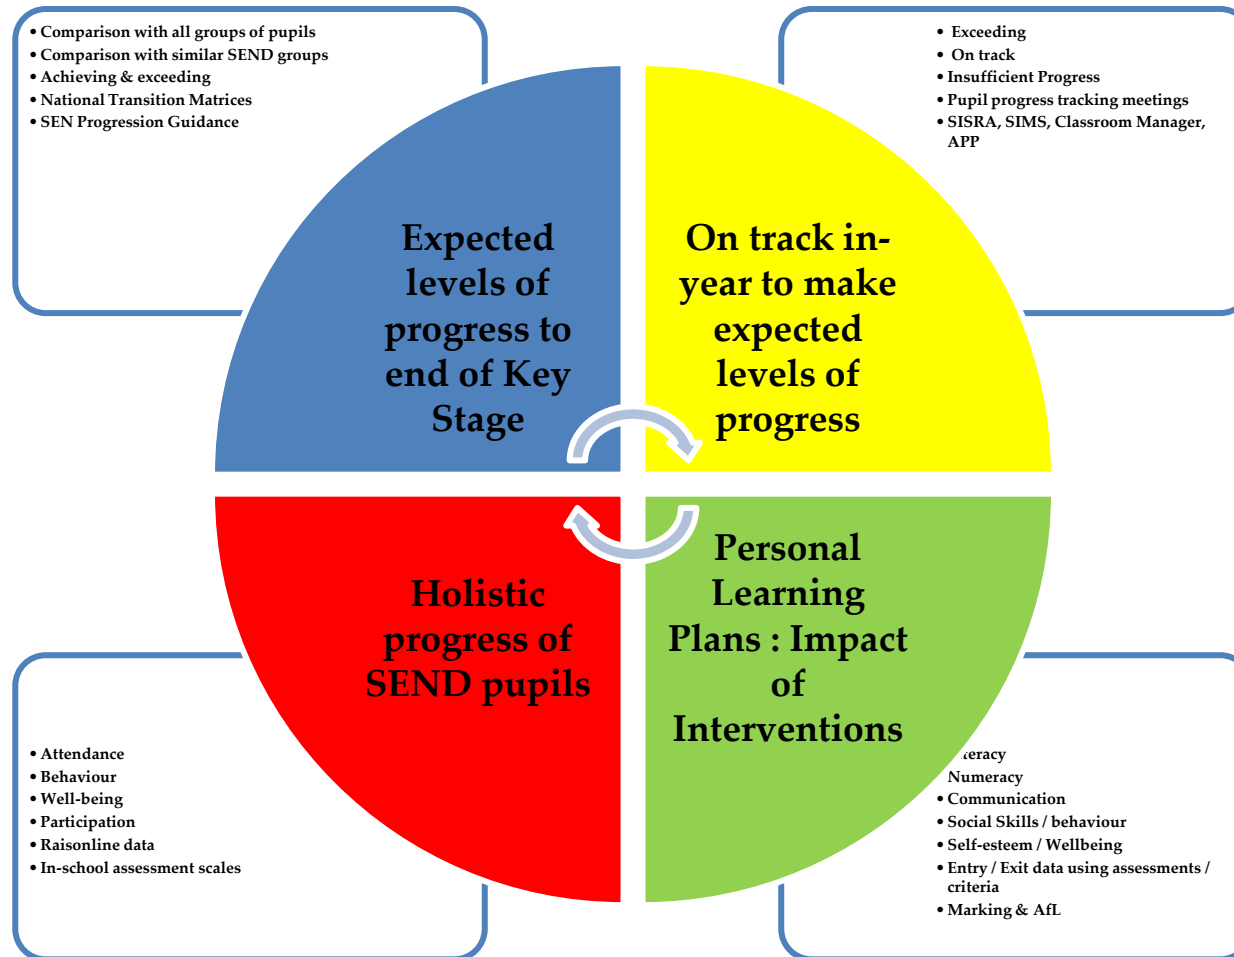 • Comparison with all groups of pupils
• Comparison with similar SEND groups
• Achieving & exceeding
• National Transition Matrices
• SEN Progression Guidance
• Exceeding
• On track
• Insufficient Progress
• Pupil progress tracking meetings
• SISRA, SIMS, Classroom Manager,
APP
Expected
levels of
progress to
end of Key
Stage
On track in-
year to make
expected
levels of
progress
Holistic
progress of
SEND pupils
Personal
Learning
Plans : Impact
of
Interventions
• Attendance
• Behaviour
• Well-being
• Participation
• Raisonline data
• In-school assessment scales
Numeracy
• Communication
• Social Skills / behaviour
• Self-esteem / Wellbeing
• Entry / Exit data using assessments /
criteria
• Marking & AfL